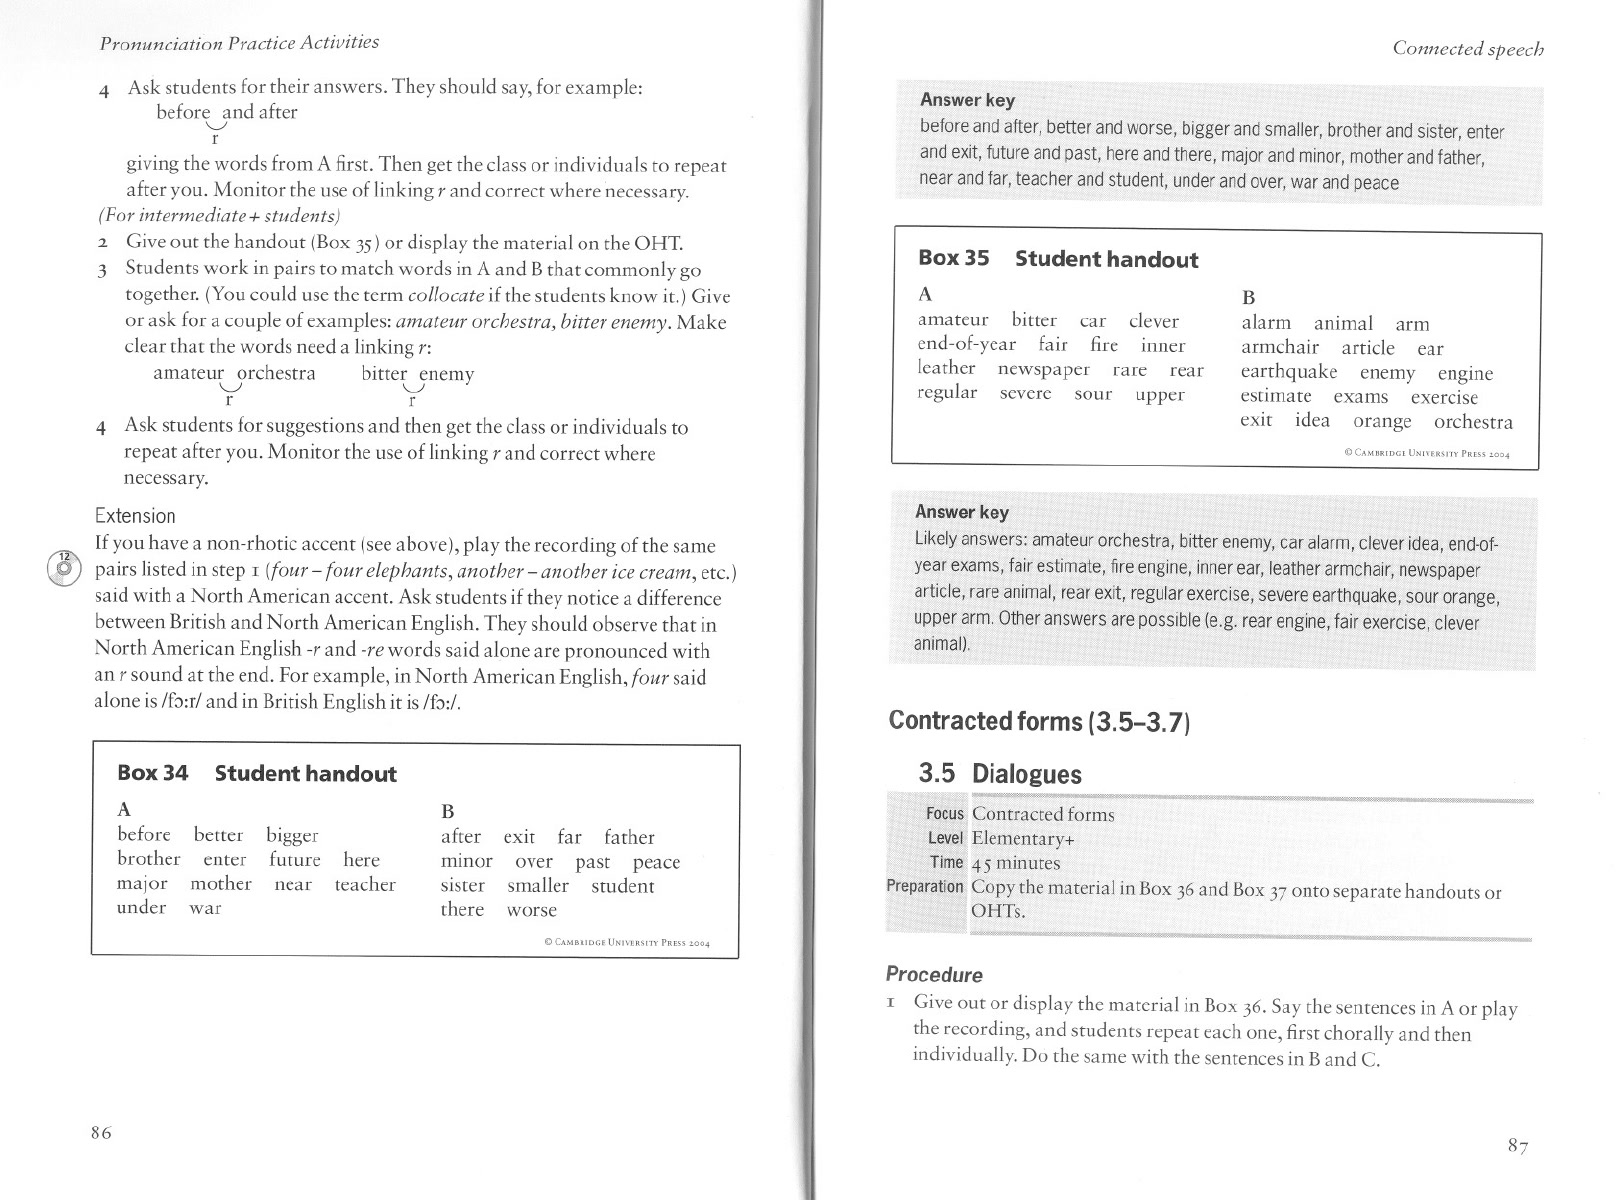 Pronunciation Practice Activities
4 Ask students for their answers. They should say, for example:
before and after
r
giving the words from A first. Then get the class or individuals to repeat
after you. Monitor the use of linking r and correct where necessary.
(For intermediate+ students)
2 Give out the handout (Box 35) or display the material on the OHT.
3 Students work in pairs to match words in A and B that commonly go
together. (You could use the term collocate if the students know it.) Give
or ask for a couple of examples: amateur orchestra, bitter enemy. Make
clear that the words need a linking r:
amateur orchestra bitter enemy
r r
4 Ask students for suggestions and then get the class or individuals to
repeat after you. Monitor the use of linking r and correct where
necessary.
Extension
If you have a non-rhotic accent (see above), play the recording of the same
12
pairs listed in step 1 (four – four elephants, another – another ice cream, etc.)
said with a North American accent. Ask students if they notice a difference
between British and North American English. They should observe that in
North American English -r and -re words said alone are pronounced with
an r sound at the end. For example, in North American English, four said
alone is /fɔːr/ and in British English it is /fɔː/.
Box 34 Student handout
A B
before better bigger after exit far father
brother enter future here minor over past peace
major mother near teacher sister smaller student
under war there worse
© CAMBRIDGE UNIVERSITY PRESS 2004
86
Connected speech
Answer key
before and after, better and worse, bigger and smaller, brother and sister, enter
and exit, future and past, here and there, major and minor, mother and father,
near and far, teacher and student, under and over, war and peace
Box 35 Student handout
A B
amateur bitter car clever alarm animal arm
end-of-year fair fire inner armchair article ear
leather newspaper rare rear earthquake enemy engine
regular severe sour upper estimate exams exercise
exit idea orange orchestra
© CAMBRIDGE UNIVERSITY PRESS 2004
Answer key
Likely answers: amateur orchestra, bitter enemy, car alarm, clever idea, end-of-
year exams, fair estimate, fire engine, inner ear, leather armchair, newspaper
article, rare animal, rear exit, regular exercise, severe earthquake, sour orange,
upper arm. Other answers are possible (e.g. rear engine, fair exercise, clever
animal).
Contracted forms (3.5–3.7)
3.5 Dialogues
Focus Contracted forms
Level Elementary+
Time 45 minutes
Preparation Copy the material in Box 36 and Box 37 onto separate handouts or
OHTs.
Procedure
1 Give out or display the material in Box 36. Say the sentences in A or play
the recording, and students repeat each one, first chorally and then
individually. Do the same with the sentences in B and C.
87